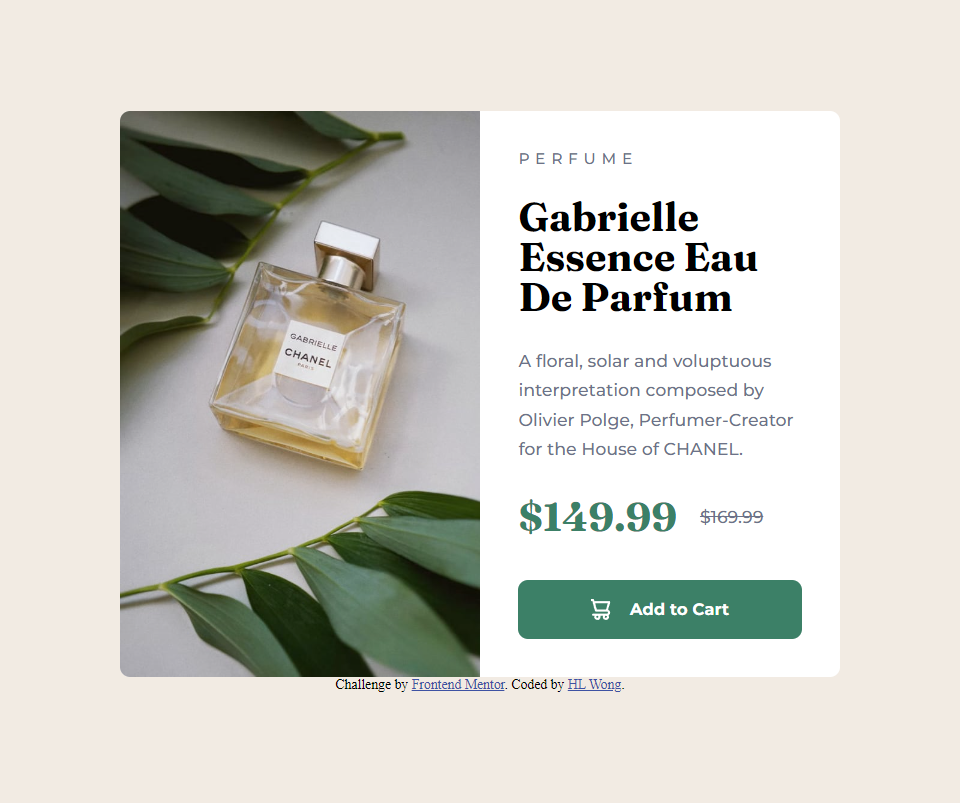 GABRIELLE
CHANEL
PARIS
PERFUME
Gabrielle
Essence Eau
De Parfum
A floral, solar and voluptuous
interpretation composed by
Olivier Polge, Perfumer-Creator
for the House of CHANEL.
$149.99 $169.99
Add to Cart
Challenge by Frontend Mentor. Coded by HL Wong.